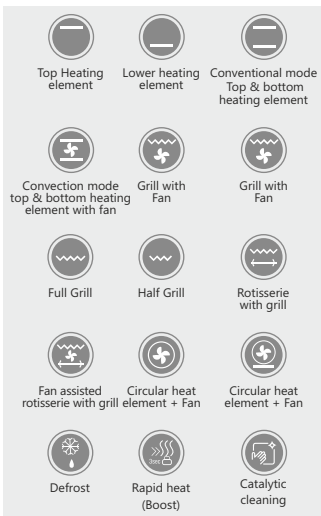 Top Heating
element
Lower heating
element
Conventional mode
Top & bottom
heating element
Convection mode
top & bottom heating
element with fan
Grill with
Fan
Grill with
Fan
Full Grill
Half Grill
Rotisserie
with grill
Fan assisted
rotisserie with grill
Circular heat
element + Fan
Circular heat
element + Fan
Defrost
Rapid heat
(Boost)
Catalytic
cleaning